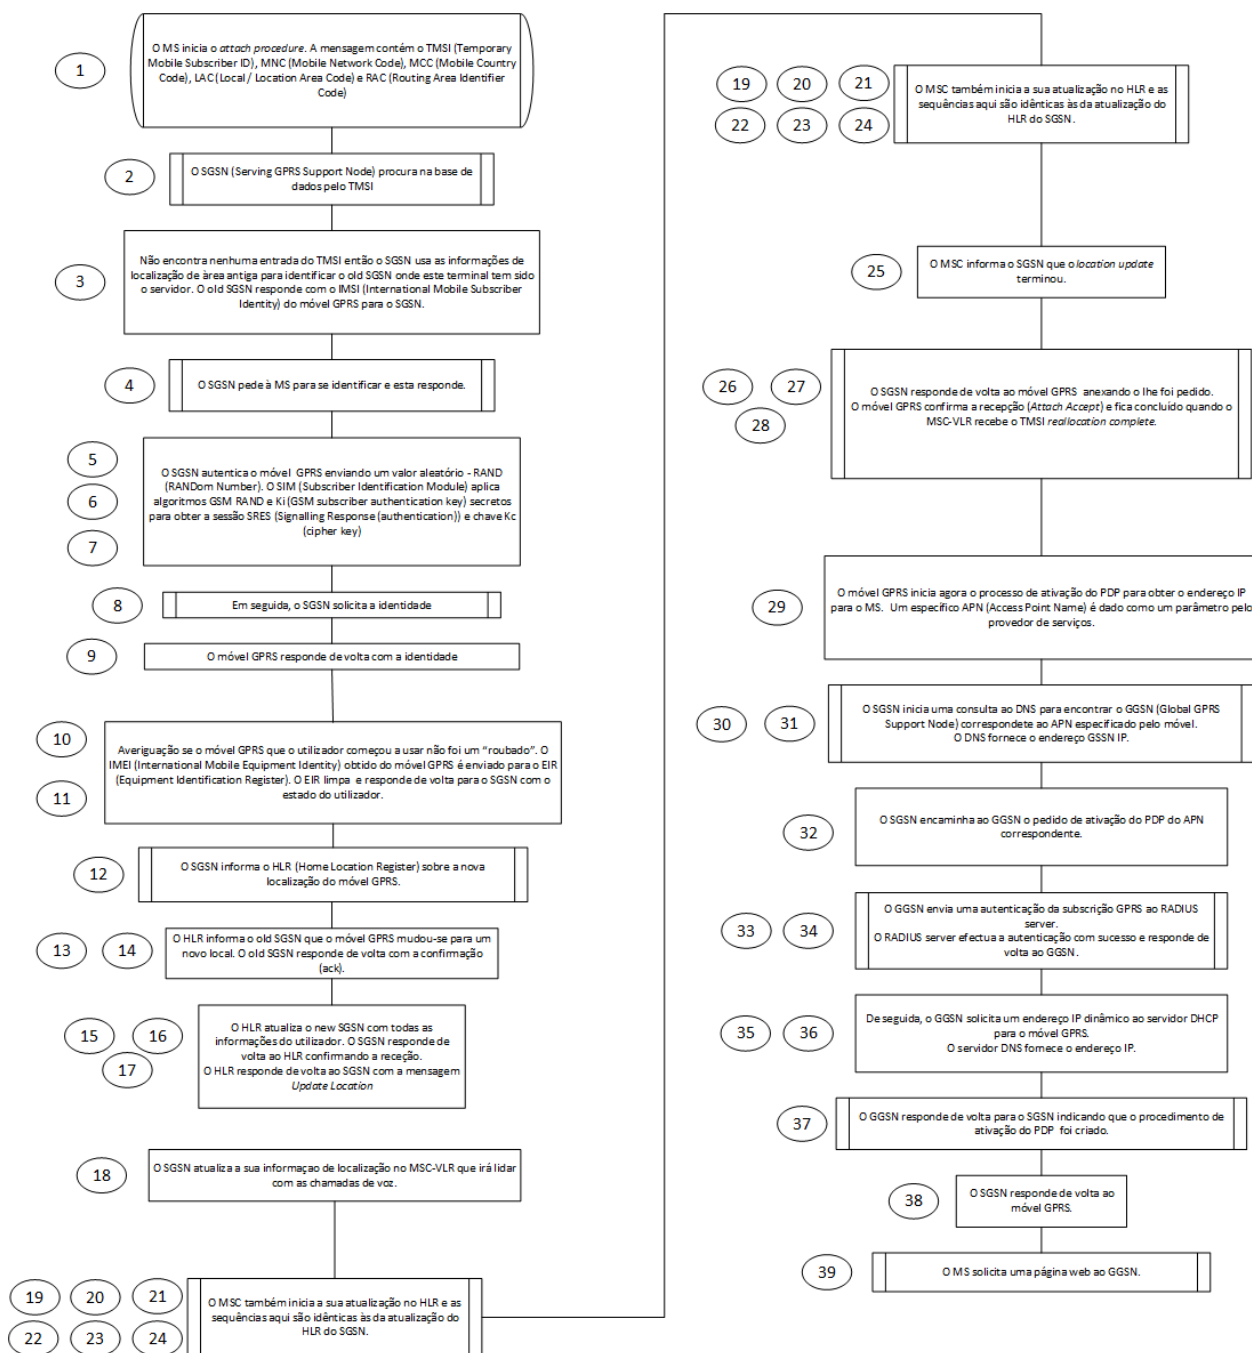 1
O MS inicia o attach procedure. A mensagem contém o TMSI (Temporary
Mobile Subscriber ID), MNC (Mobile Network Code), MCC (Mobile Country
Code), LAC (Local / Location Area Code) e RAC (Routing Area Identifier
Code)
2
O SGSN (Serving GPRS Support Node) procura na base de
dados pelo TMSI
3
Não encontra nenhuma entrada do TMSI então o SGSN usa as informações de
localização de àrea antiga para identificar o old SGSN onde este terminal tem sido
o servidor. O old SGSN responde com o IMSI (International Mobile Subscriber
Identity) do móvel GPRS para o SGSN.
4
O SGSN pede à MS para se identificar e esta responde.
5
6
7
O SGSN autentica o móvel GPRS enviando um valor aleatório - RAND
(RANDom Number). O SIM (Subscriber Identification Module) aplica
algoritmos GSM RAND e Ki (GSM subscriber authentication key) secretos
para obter a sessão SRES (Signalling Response (authentication)) e chave Kc
(cipher key)
8
Em seguida, o SGSN solicita a identidade
9
O móvel GPRS responde de volta com a identidade
10
11
Averiguação se o móvel GPRS que o utilizador começou a usar não foi um “roubado”. O
IMEI (International Mobile Equipment Identity) obtido do móvel GPRS é enviado para o EIR
(Equipment Identification Register). O EIR limpa e responde de volta para o SGSN com o
estado do utilizador.
12
O SGSN informa o HLR (Home Location Register) sobre a nova
localização do móvel GPRS.
13 14
O HLR informa o old SGSN que o móvel GPRS mudou-se para um
novo local. O old SGSN responde de volta com a confirmação
(ack).
15 16
17
O HLR atualiza o new SGSN com todas as
informações do utilizador. O SGSN responde de
volta ao HLR confirmando a receção.
O HLR responde de volta ao SGSN com a mensagem
Update Location
18
O SGSN atualiza a sua informaçao de localização no MSC-VLR que irá lidar
com as chamadas de voz.
19 20 21
22 23 24
O MSC também inicia a sua atualização no HLR e as
sequências aqui são idênticas às da atualização do
HLR do SGSN.
19 20 21
22 23 24
O MSC também inicia a sua atualização no HLR e as
sequências aqui são idênticas às da atualização do
HLR do SGSN.
25
O MSC informa o SGSN que o location update
terminou.
26 27
28
O SGSN responde de volta ao móvel GPRS anexando o lhe foi pedido.
O móvel GPRS confirma a recepção (Attach Accept) e fica concluído quando o
MSC-VLR recebe o TMSI reallocation complete.
29
O móvel GPRS inicia agora o processo de ativação do PDP para obter o endereço IP
para o MS. Um específico APN (Access Point Name) é dado como um parâmetro pelo
provedor de serviços.
30 31
O SGSN inicia uma consulta ao DNS para encontrar o GGSN (Global GPRS
Support Node) correspondete ao APN especificado pelo móvel.
O DNS fornece o endereço GSSN IP.
32
O SGSN encaminha ao GGSN o pedido de ativação do PDP do APN
correspondente.
33 34
O GGSN envia uma autenticação da subscrição GPRS ao RADIUS
server.
O RADIUS server efectua a autenticação com sucesso e responde de
volta ao GGSN.
35 36
De seguida, o GGSN solicita um endereço IP dinâmico ao servidor DHCP
para o móvel GPRS.
O servidor DNS fornece o endereço IP.
37
O GGSN responde de volta para o SGSN indicando que o procedimento de
ativação do PDP foi criado.
38
O SGSN responde de volta ao
móvel GPRS.
39
O MS solicita uma página web ao GGSN.